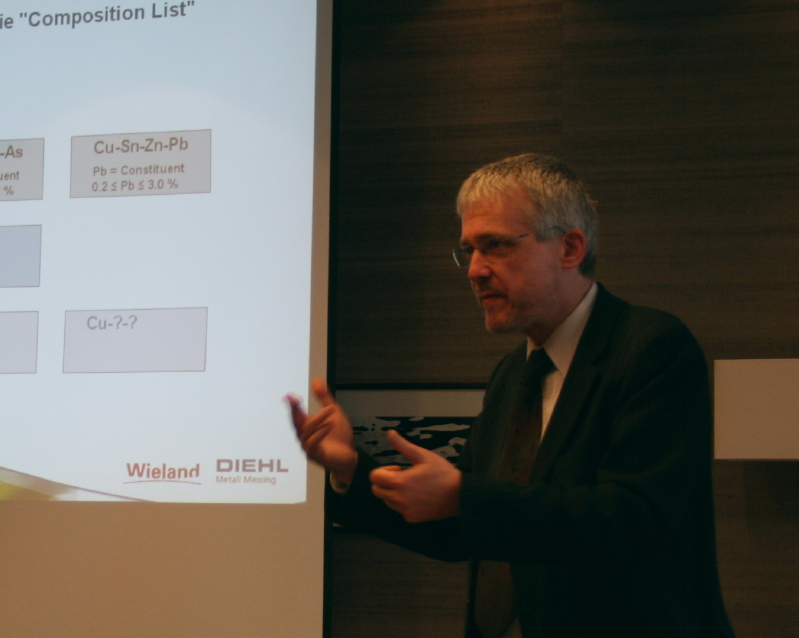 ie "Composition List"
-As
uent
%
Cu-Sn-Zn-Pb
Pb = Constituent
0.2 ≤ Pb ≤ 3.0 %
Cu-?-?
Wieland
DIEHL
Metall Messing